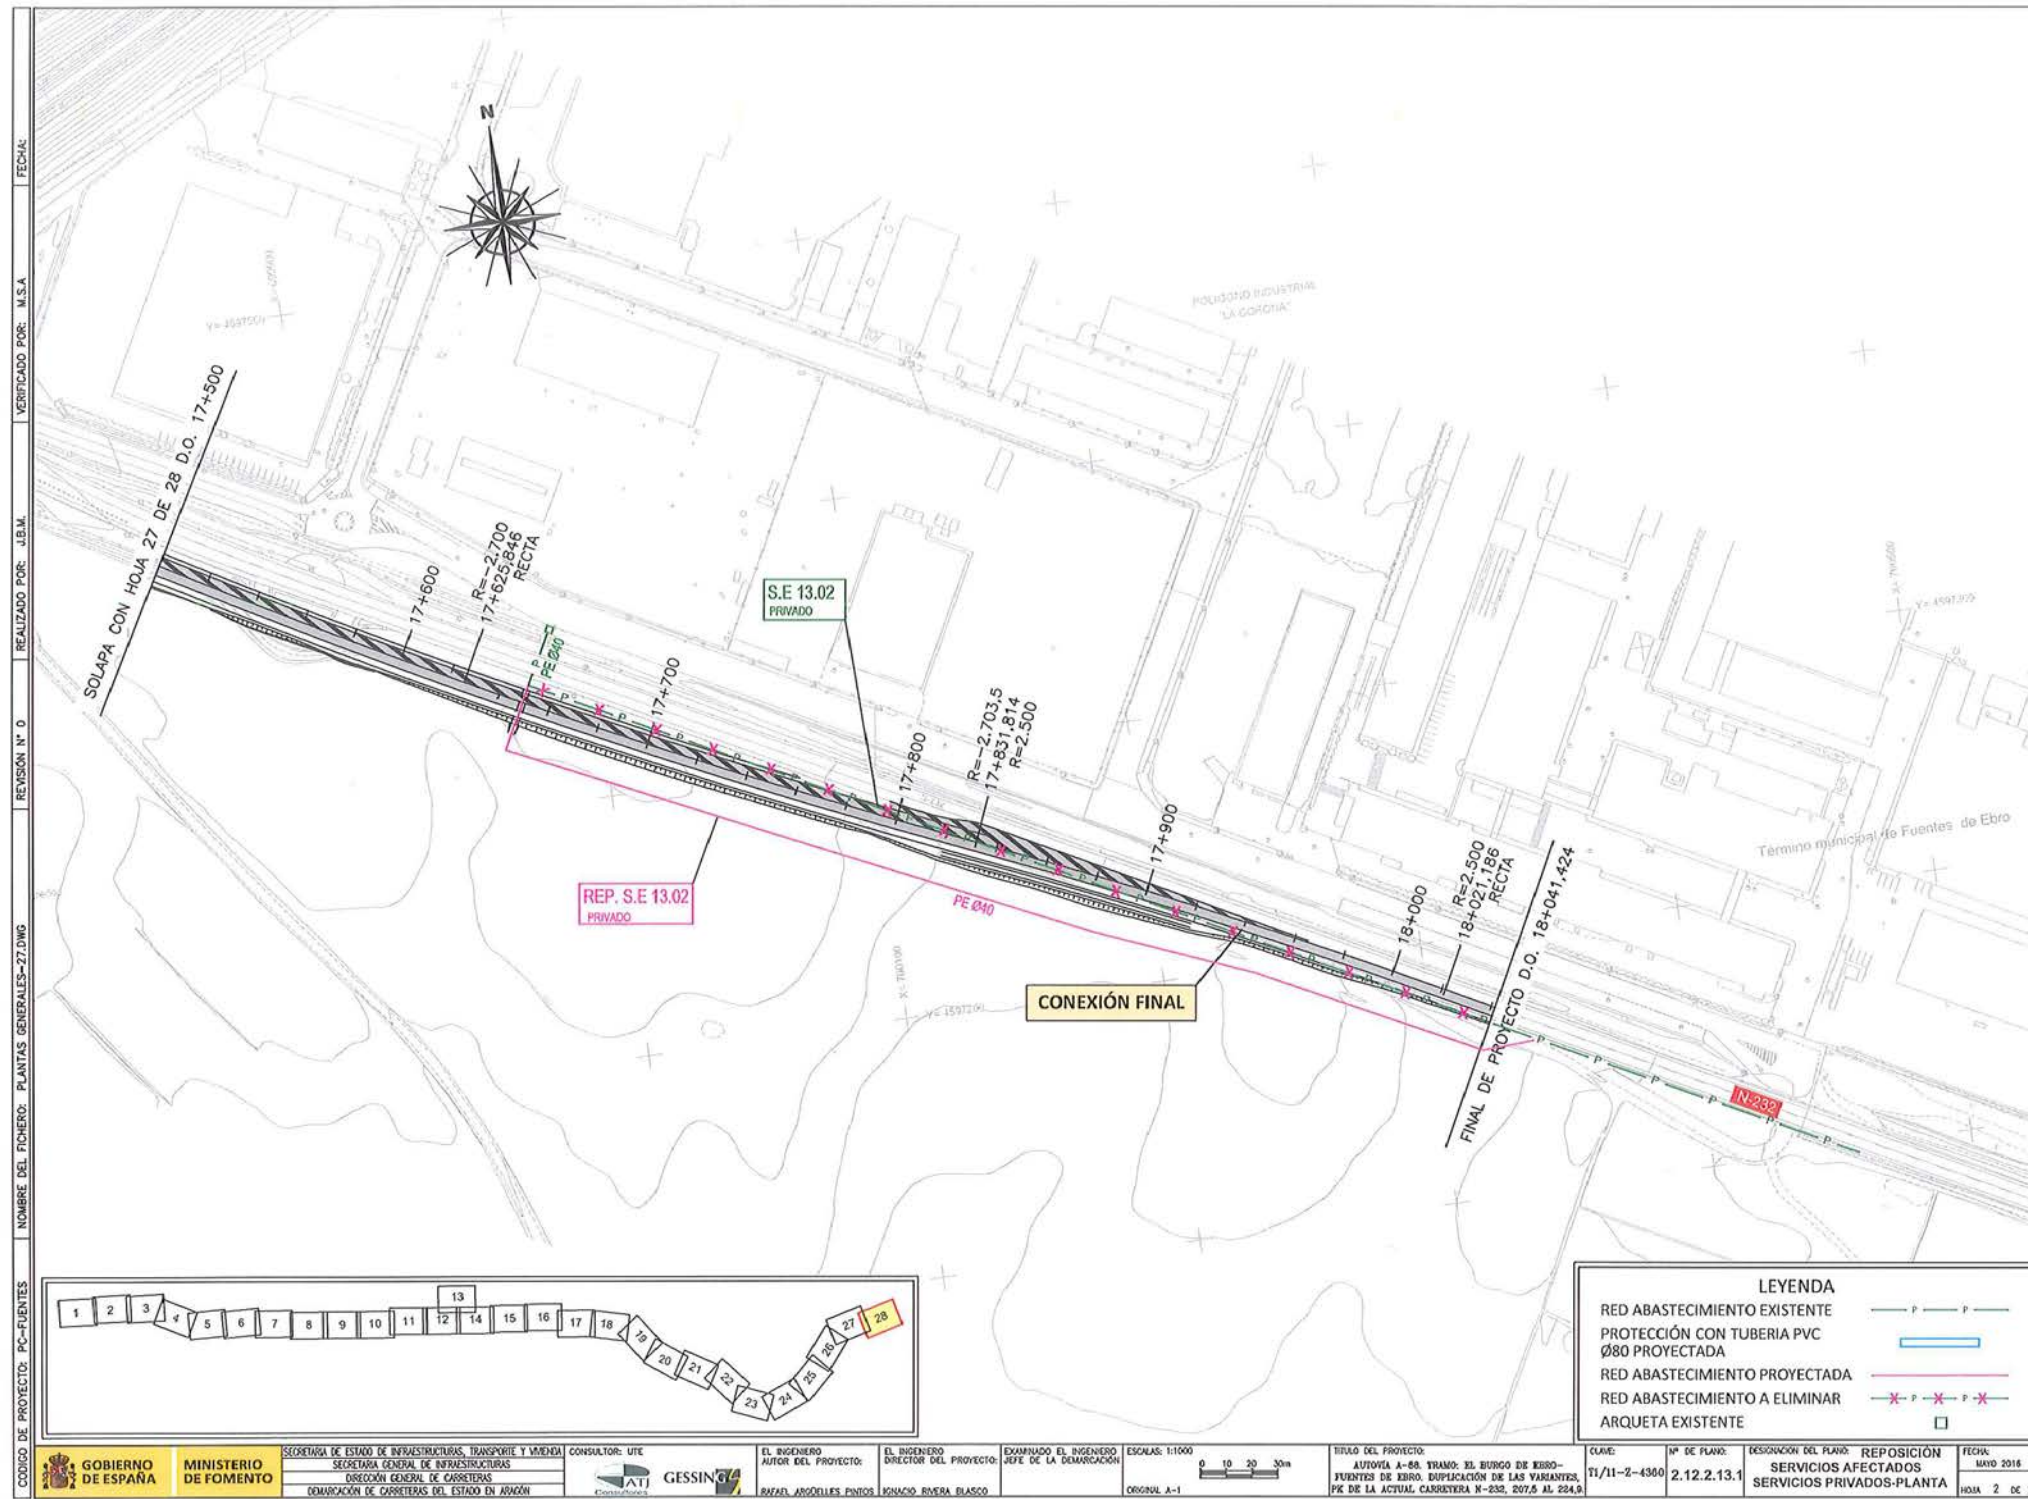 FECHA:
VERIFICADO POR: M.S.A
REALIZADO POR: J.B.M.
REVISIÓN Nº 0
NOMBRE DEL FICHERO: PLANTAS GENERALES-27.DWG
CODIGO DE PROYECTO: PC-FUENTES
N
POLIGONO INDUSTRIAL
"LA CORONA"
SOLAPA CON HOJA 27 DE 28 D.O. 17+500
17+600
R=-2.700
17+625,846
RECTA
P
PE Ø40
17+700
S.E 13.02
PRIVADO
17+800
R=-2.703,5
17+831,814
R=2.500
17+900
REP. S.E 13.02
PRIVADO
PE Ø40
CONEXIÓN FINAL
18+000
R=2.500
18+021,186
RECTA
FINAL DE PROYECTO D.O. 18+041,424
Término municipal de Fuentes de Ebro
N-232
1 2 3 4 5 6 7 8 9 10 11 12 13 14 15 16 17 18 19 20 21 22 23 24 25 26 27 28
LEYENDA
RED ABASTECIMIENTO EXISTENTE P P
PROTECCIÓN CON TUBERIA PVC
Ø80 PROYECTADA
RED ABASTECIMIENTO PROYECTADA
RED ABASTECIMIENTO A ELIMINAR P P
ARQUETA EXISTENTE
GOBIERNO
DE ESPAÑA
MINISTERIO
DE FOMENTO
SECRETARIA DE ESTADO DE INFRAESTRUCTURAS, TRANSPORTE Y VIVIENDA
SECRETARIA GENERAL DE INFRAESTRUCTURAS
DIRECCIÓN GENERAL DE CARRETERAS
DEMARCACIÓN DE CARRETERAS DEL ESTADO EN ARAGÓN
CONSULTOR: UTE
ATJ
Consultores
GESSING
EL INGENIERO
AUTOR DEL PROYECTO:
RAFAEL ARGÜELLES PINTOS
EL INGENIERO
DIRECTOR DEL PROYECTO:
IGNACIO RIVERA BLASCO
EXAMINADO EL INGENIERO
JEFE DE LA DEMARCACIÓN
ESCALAS: 1:1000
ORIGINAL A-1
0 10 20 30m
TITULO DEL PROYECTO:
AUTOVÍA A-68. TRAMO: EL BURGO DE EBRO-
FUENTES DE EBRO. DUPLICACIÓN DE LAS VARIANTES,
PK DE LA ACTUAL CARRETERA N-232, 207,5 AL 224,9.
CLAVE:
T1/11-Z-4360
Nº DE PLANO:
2.12.2.13.1
DESIGNACIÓN DEL PLANO: REPOSICIÓN
SERVICIOS AFECTADOS
SERVICIOS PRIVADOS-PLANTA
FECHA:
MAYO 2016
HOJA 2 DE